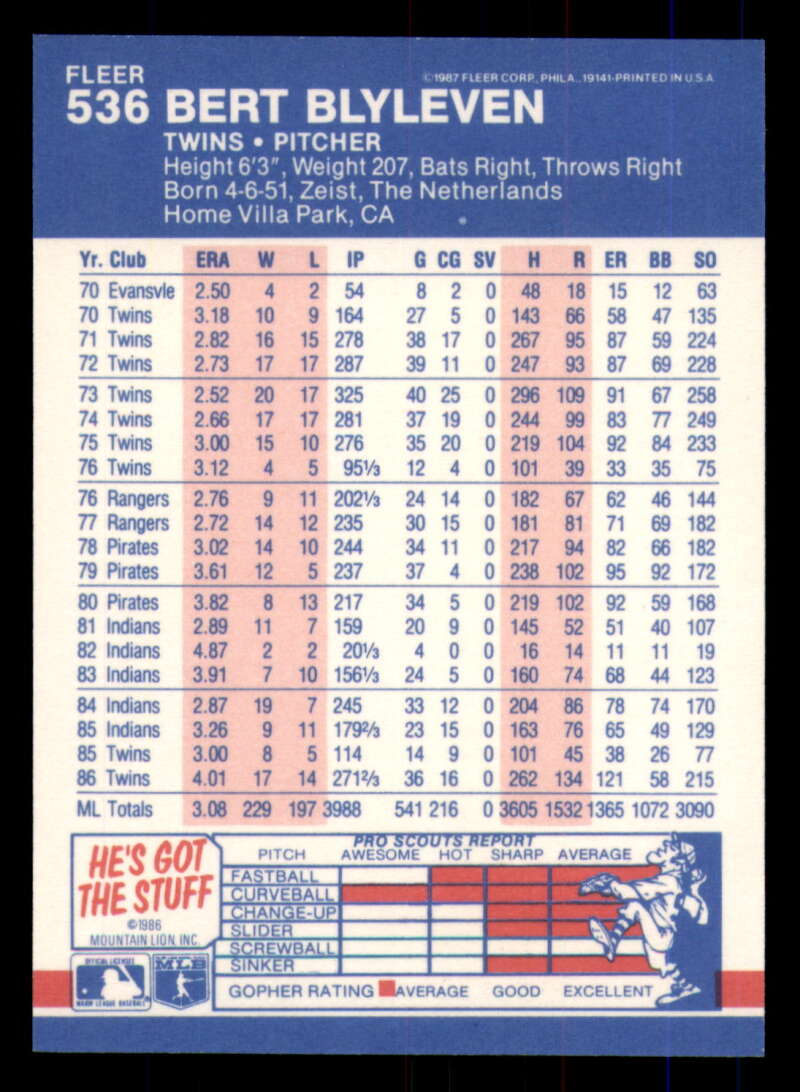 FLEER
©1987 FLEER CORP. PHILA., 19141-PRINTED IN U.S.A.
536 BERT BLYLEVEN
TWINS • PITCHER
Height 6'3", Weight 207, Bats Right, Throws Right
Born 4-6-51, Zeist, The Netherlands
Home Villa Park, CA
Yr. Club ERA W L IP G CG SV H R ER BB SO
70 Evansvle 2.50 4 2 54 8 2 0 48 18 15 12 63
70 Twins 3.18 10 9 164 27 5 0 143 66 58 47 135
71 Twins 2.82 16 15 278 38 17 0 267 95 87 59 224
72 Twins 2.73 17 17 287 39 11 0 247 93 87 69 228
73 Twins 2.52 20 17 325 40 25 0 296 109 91 67 258
74 Twins 2.66 17 17 281 37 19 0 244 99 83 77 249
75 Twins 3.00 15 10 276 35 20 0 219 104 92 84 233
76 Twins 3.12 4 5 95⅓ 12 4 0 101 39 33 35 75
76 Rangers 2.76 9 11 202⅓ 24 14 0 182 67 62 46 144
77 Rangers 2.72 14 12 235 30 15 0 181 81 71 69 182
78 Pirates 3.02 14 10 244 34 11 0 217 94 82 66 182
79 Pirates 3.61 12 5 237 37 4 0 238 102 95 92 172
80 Pirates 3.82 8 13 217 34 5 0 219 102 92 59 168
81 Indians 2.89 11 7 159 20 9 0 145 52 51 40 107
82 Indians 4.87 2 2 20⅓ 4 0 0 16 14 11 11 19
83 Indians 3.91 7 10 156⅓ 24 5 0 160 74 68 44 123
84 Indians 2.87 19 7 245 33 12 0 204 86 78 74 170
85 Indians 3.26 9 11 179⅔ 23 15 0 163 76 65 49 129
85 Twins 3.00 8 5 114 14 9 0 101 45 38 26 77
86 Twins 4.01 17 14 271⅔ 36 16 0 262 134 121 58 215
ML Totals 3.08 229 197 3988 541 216 0 3605 1532 1365 1072 3090
HE'S GOT
THE STUFF
©1986
MOUNTAIN LION, INC.
PRO SCOUTS REPORT
PITCH AWESOME HOT SHARP AVERAGE
FASTBALL
CURVEBALL
CHANGE-UP
SLIDER
SCREWBALL
SINKER
GOPHER RATING AVERAGE GOOD EXCELLENT
OFFICIAL LICENSEE
MAJOR LEAGUE BASEBALL
MLB